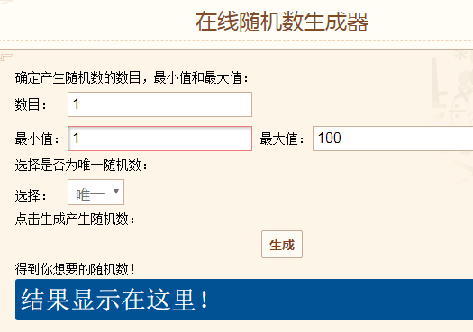 在线随机数生成器
确定产生随机数的数目，最小值和最大值：
数目： 1
最小值： 1 最大值： 100
选择是否为唯一随机数：
选择： 唯一
点击生成产生随机数：
生成
得到你想要的随机数！
结果显示在这里！